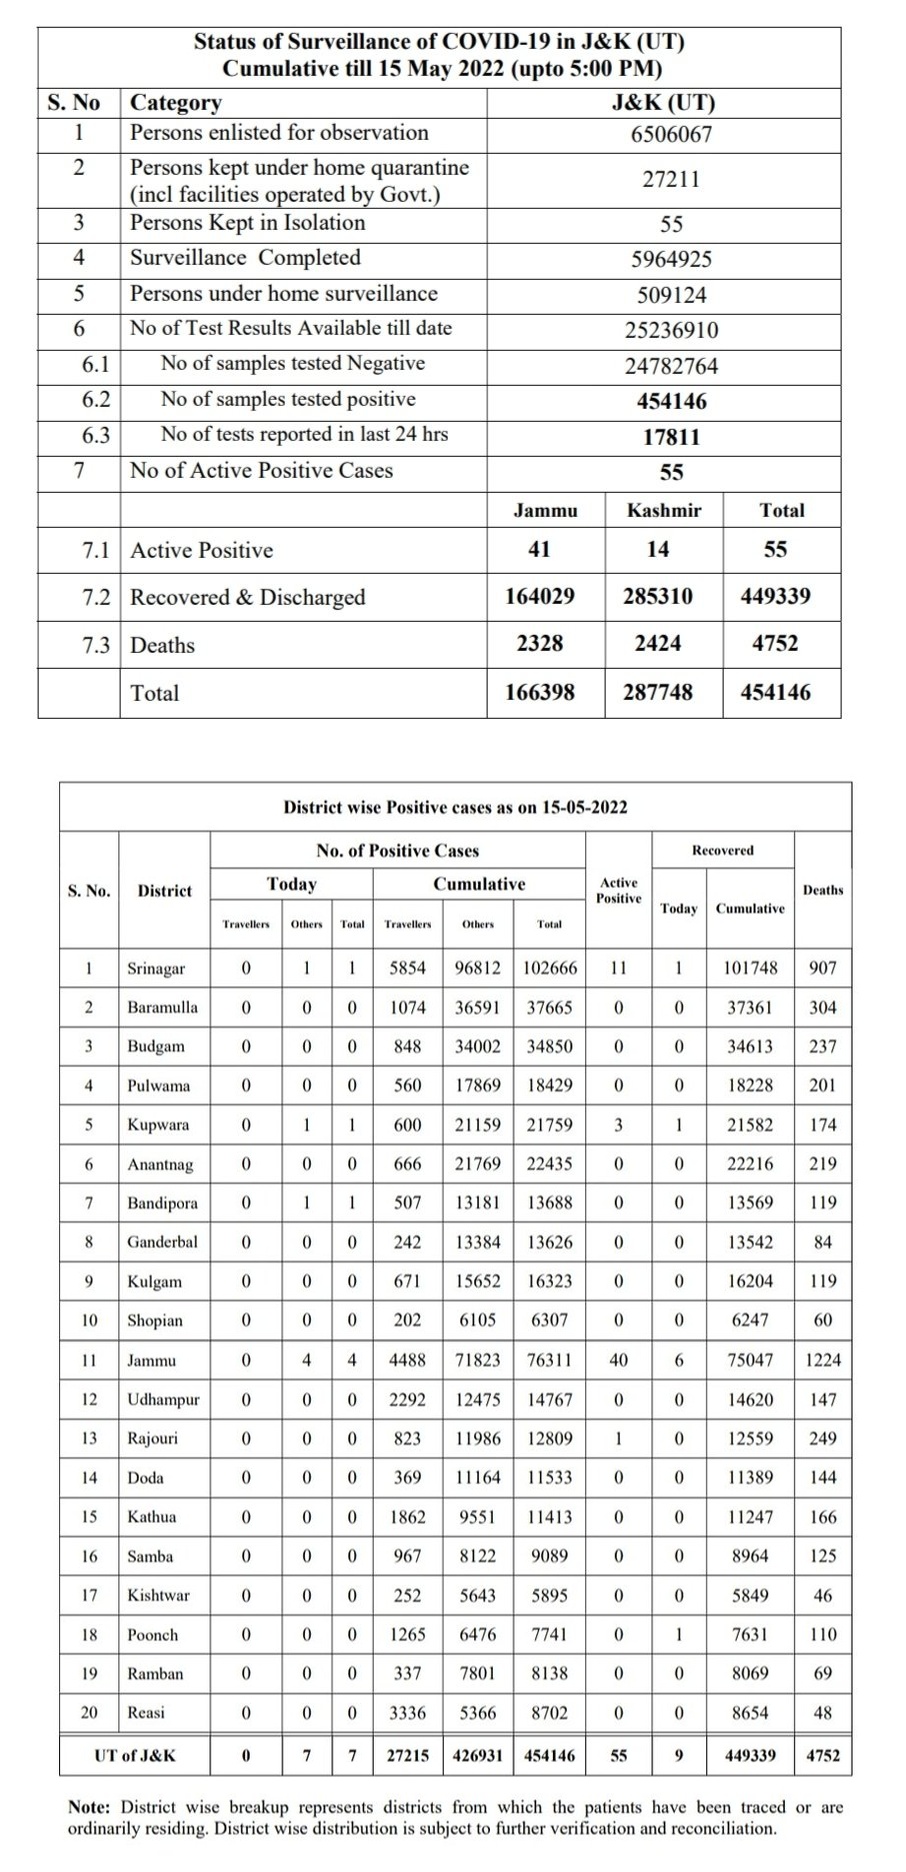 Status of Surveillance of COVID-19 in J&K (UT)
Cumulative till 15 May 2022 (upto 5:00 PM)
S. No Category J&K (UT)
1 Persons enlisted for observation 6506067
2 Persons kept under home quarantine
(incl facilities operated by Govt.) 27211
3 Persons Kept in Isolation 55
4 Surveillance Completed 5964925
5 Persons under home surveillance 509124
6 No of Test Results Available till date 25236910
6.1 No of samples tested Negative 24782764
6.2 No of samples tested positive 454146
6.3 No of tests reported in last 24 hrs 17811
7 No of Active Positive Cases 55
Jammu Kashmir Total
7.1 Active Positive 41 14 55
7.2 Recovered & Discharged 164029 285310 449339
7.3 Deaths 2328 2424 4752
Total 166398 287748 454146
District wise Positive cases as on 15-05-2022
No. of Positive Cases Recovered
S. No. District Today Cumulative Active
Positive Deaths
Today Cumulative
Travellers Others Total Travellers Others Total
1 Srinagar 0 1 1 5854 96812 102666 11 1 101748 907
2 Baramulla 0 0 0 1074 36591 37665 0 0 37361 304
3 Budgam 0 0 0 848 34002 34850 0 0 34613 237
4 Pulwama 0 0 0 560 17869 18429 0 0 18228 201
5 Kupwara 0 1 1 600 21159 21759 3 1 21582 174
6 Anantnag 0 0 0 666 21769 22435 0 0 22216 219
7 Bandipora 0 1 1 507 13181 13688 0 0 13569 119
8 Ganderbal 0 0 0 242 13384 13626 0 0 13542 84
9 Kulgam 0 0 0 671 15652 16323 0 0 16204 119
10 Shopian 0 0 0 202 6105 6307 0 0 6247 60
11 Jammu 0 4 4 4488 71823 76311 40 6 75047 1224
12 Udhampur 0 0 0 2292 12475 14767 0 0 14620 147
13 Rajouri 0 0 0 823 11986 12809 1 0 12559 249
14 Doda 0 0 0 369 11164 11533 0 0 11389 144
15 Kathua 0 0 0 1862 9551 11413 0 0 11247 166
16 Samba 0 0 0 967 8122 9089 0 0 8964 125
17 Kishtwar 0 0 0 252 5643 5895 0 0 5849 46
18 Poonch 0 0 0 1265 6476 7741 0 1 7631 110
19 Ramban 0 0 0 337 7801 8138 0 0 8069 69
20 Reasi 0 0 0 3336 5366 8702 0 0 8654 48
UT of J&K 0 7 7 27215 426931 454146 55 9 449339 4752
Note: District wise breakup represents districts from which the patients have been traced or are
ordinarily residing. District wise distribution is subject to further verification and reconciliation.